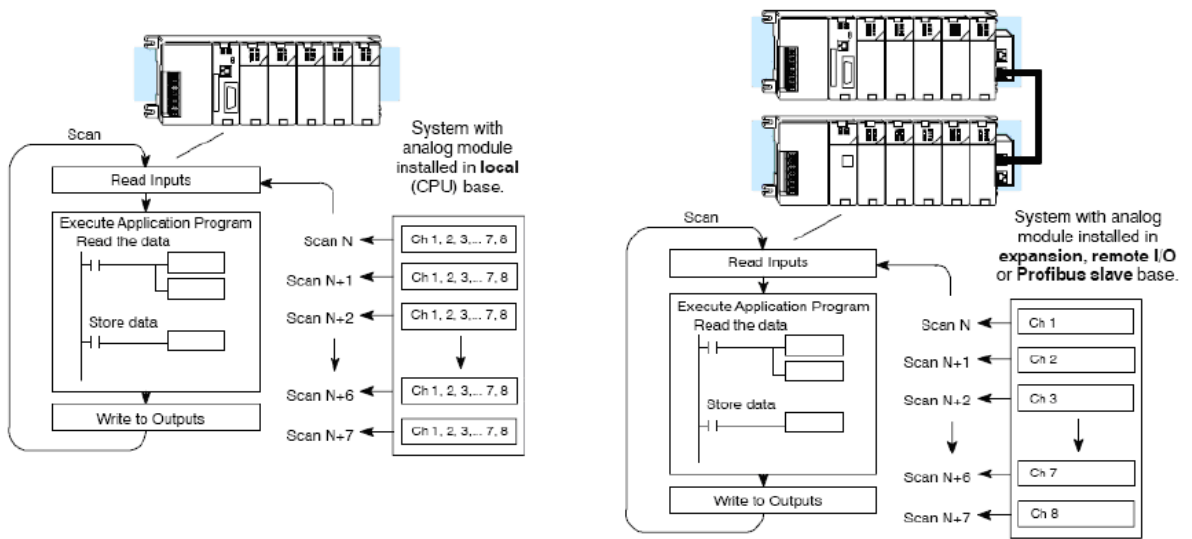 Scan
System with
analog module
installed in local
(CPU) base.
Read Inputs
Execute Application Program
Read the data
Store data
Write to Outputs
Scan N
Ch 1, 2, 3,... 7, 8
Scan N+1
Ch 1, 2, 3,... 7, 8
Scan N+2
Ch 1, 2, 3,... 7, 8
Scan N+6
Ch 1, 2, 3,... 7, 8
Scan N+7
Ch 1, 2, 3,... 7, 8
Scan
System with analog
module installed in
expansion, remote I/O
or Profibus slave base.
Read Inputs
Execute Application Program
Read the data
Store data
Write to Outputs
Scan N
Ch 1
Scan N+1
Ch 2
Scan N+2
Ch 3
Scan N+6
Ch 7
Scan N+7
Ch 8